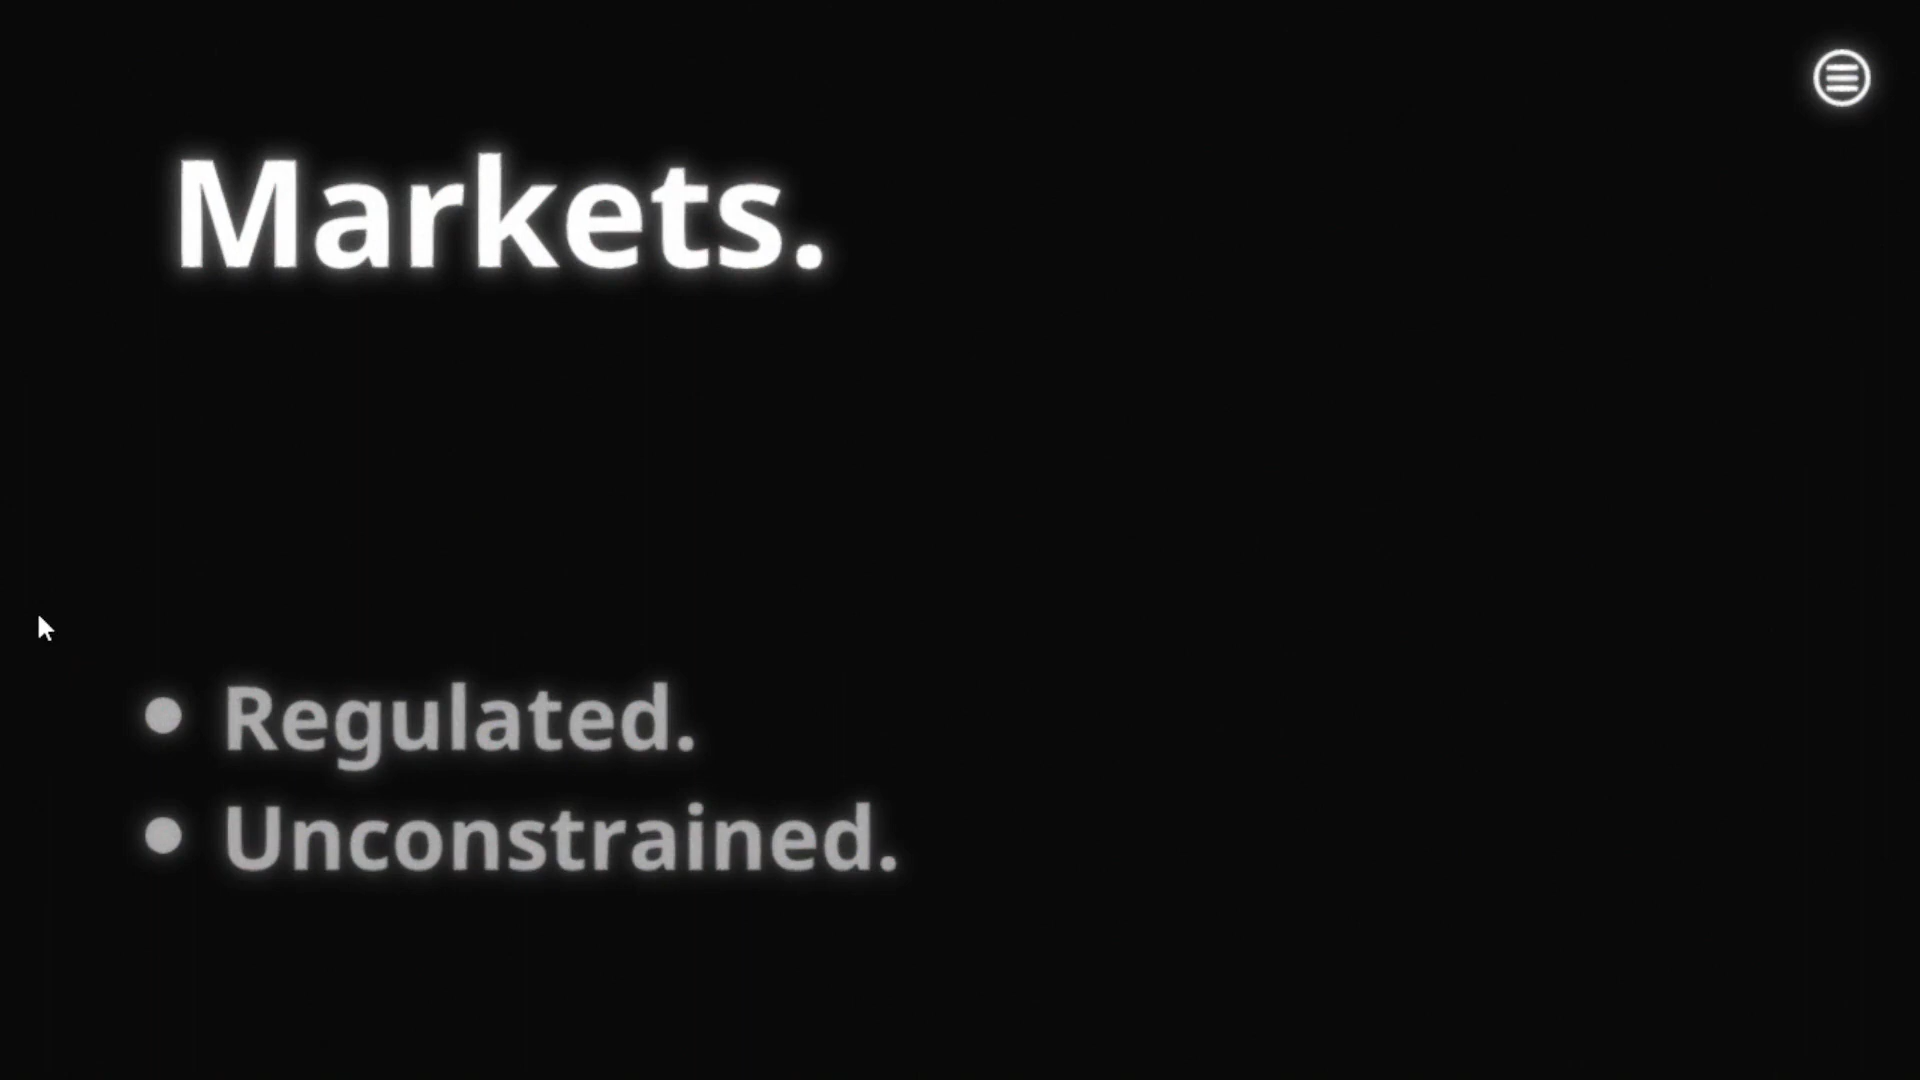 Markets.
• Regulated.
• Unconstrained.